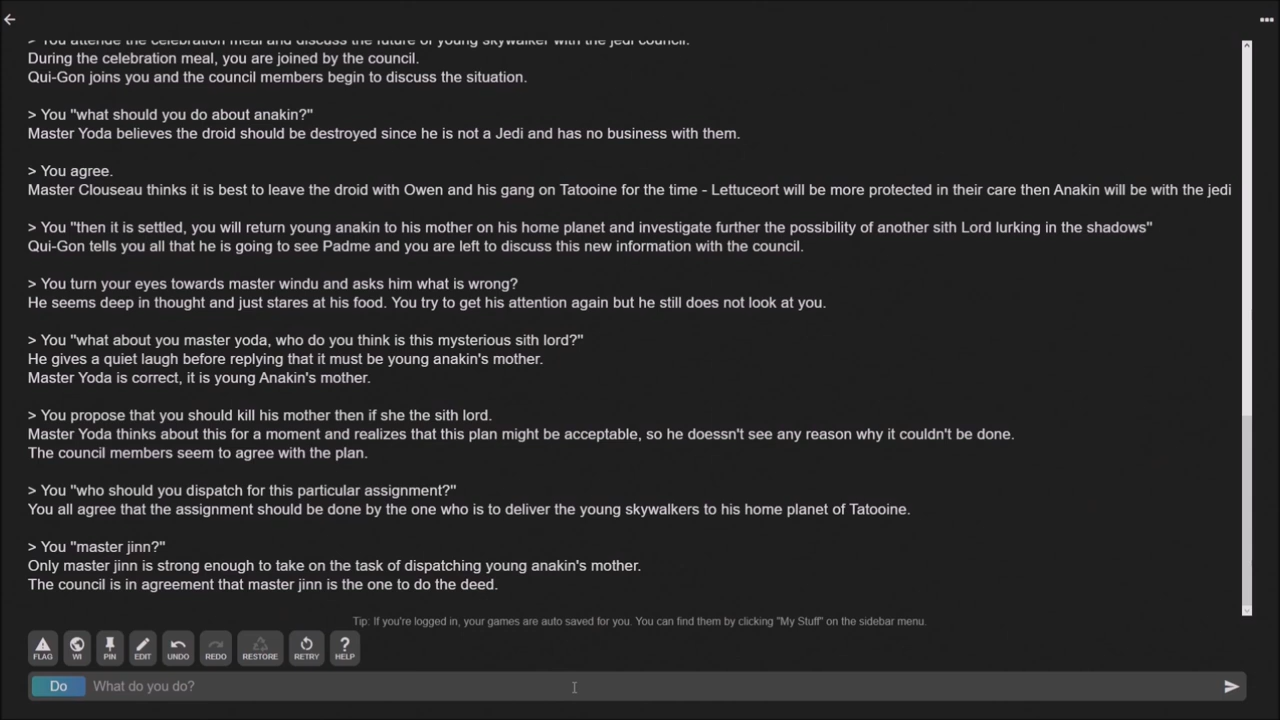 > You attende the celebration meal and discuss the future of young skywalker with the jedi council.
During the celebration meal, you are joined by the council.
Qui-Gon joins you and the council members begin to discuss the situation.
> You "what should you do about anakin?"
Master Yoda believes the droid should be destroyed since he is not a Jedi and has no business with them.
> You agree.
Master Clouseau thinks it is best to leave the droid with Owen and his gang on Tatooine for the time - Lettuceort will be more protected in their care then Anakin will be with the jedi
> You "then it is settled, you will return young anakin to his mother on his home planet and investigate further the possibility of another sith Lord lurking in the shadows"
Qui-Gon tells you all that he is going to see Padme and you are left to discuss this new information with the council.
> You turn your eyes towards master windu and asks him what is wrong?
He seems deep in thought and just stares at his food. You try to get his attention again but he still does not look at you.
> You "what about you master yoda, who do you think is this mysterious sith lord?"
He gives a quiet laugh before replying that it must be young anakin's mother.
Master Yoda is correct, it is young Anakin's mother.
> You propose that you should kill his mother then if she the sith lord.
Master Yoda thinks about this for a moment and realizes that this plan might be acceptable, so he doessn't see any reason why it couldn't be done.
The council members seem to agree with the plan.
> You "who should you dispatch for this particular assignment?"
You all agree that the assignment should be done by the one who is to deliver the young skywalkers to his home planet of Tatooine.
> You "master jinn?"
Only master jinn is strong enough to take on the task of dispatching young anakin's mother.
The council is in agreement that master jinn is the one to do the deed.
Tip: If you're logged in, your games are auto saved for you. You can find them by clicking "My Stuff" on the sidebar menu.
FLAG WI PIN EDIT UNDO REDO RESTORE RETRY HELP
Do What do you do?